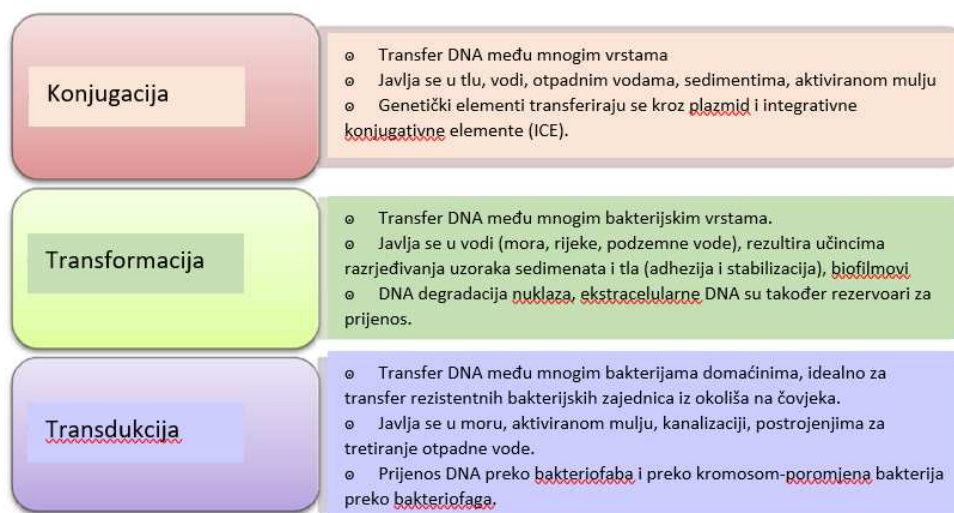 Konjugacija
ⱺ Transfer DNA među mnogim vrstama
ⱺ Javlja se u tlu, vodi, otpadnim vodama, sedimentima, aktiviranom mulju
ⱺ Genetički elementi transferiraju se kroz plazmid i integrativne
konjugativne elemente (ICE).
Transformacija
ⱺ Transfer DNA među mnogim bakterijskim vrstama.
ⱺ Javlja se u vodi (mora, rijeke, podzemne vode), rezultira učincima
razrjeđivanja uzoraka sedimenata i tla (adhezija i stabilizacija), biofilmovi
ⱺ DNA degradacija nuklaza, ekstracelularne DNA su također rezervoari za
prijenos.
Transdukcija
ⱺ Transfer DNA među mnogim bakterijama domaćinima, idealno za
transfer rezistentnih bakterijskih zajednica iz okoliša na čovjeka.
ⱺ Javlja se u moru, aktiviranom mulju, kanalizaciji, postrojenjima za
tretiranje otpadne vode.
ⱺ Prijenos DNA preko bakteriofaba i preko kromosom-poromjena bakterija
preko bakteriofaga.